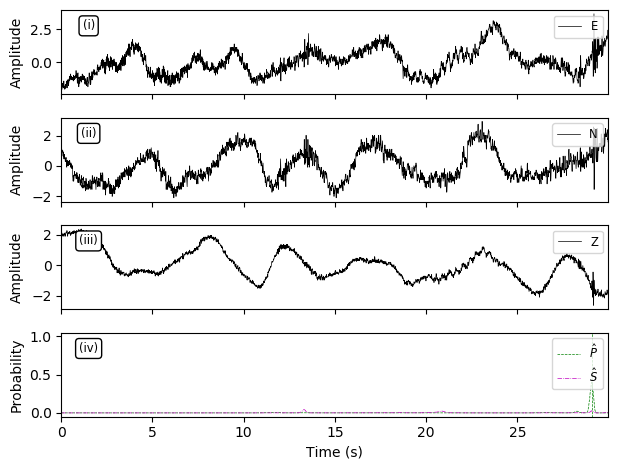 (i)
E
Amplitude
2.5
0.0
(ii)
N
Amplitude
2
0
−2
(iii)
Z
Amplitude
2
0
−2
(iv)
P̂
Ŝ
Probability
1.0
0.5
0.0
0 5 10 15 20 25
Time (s)